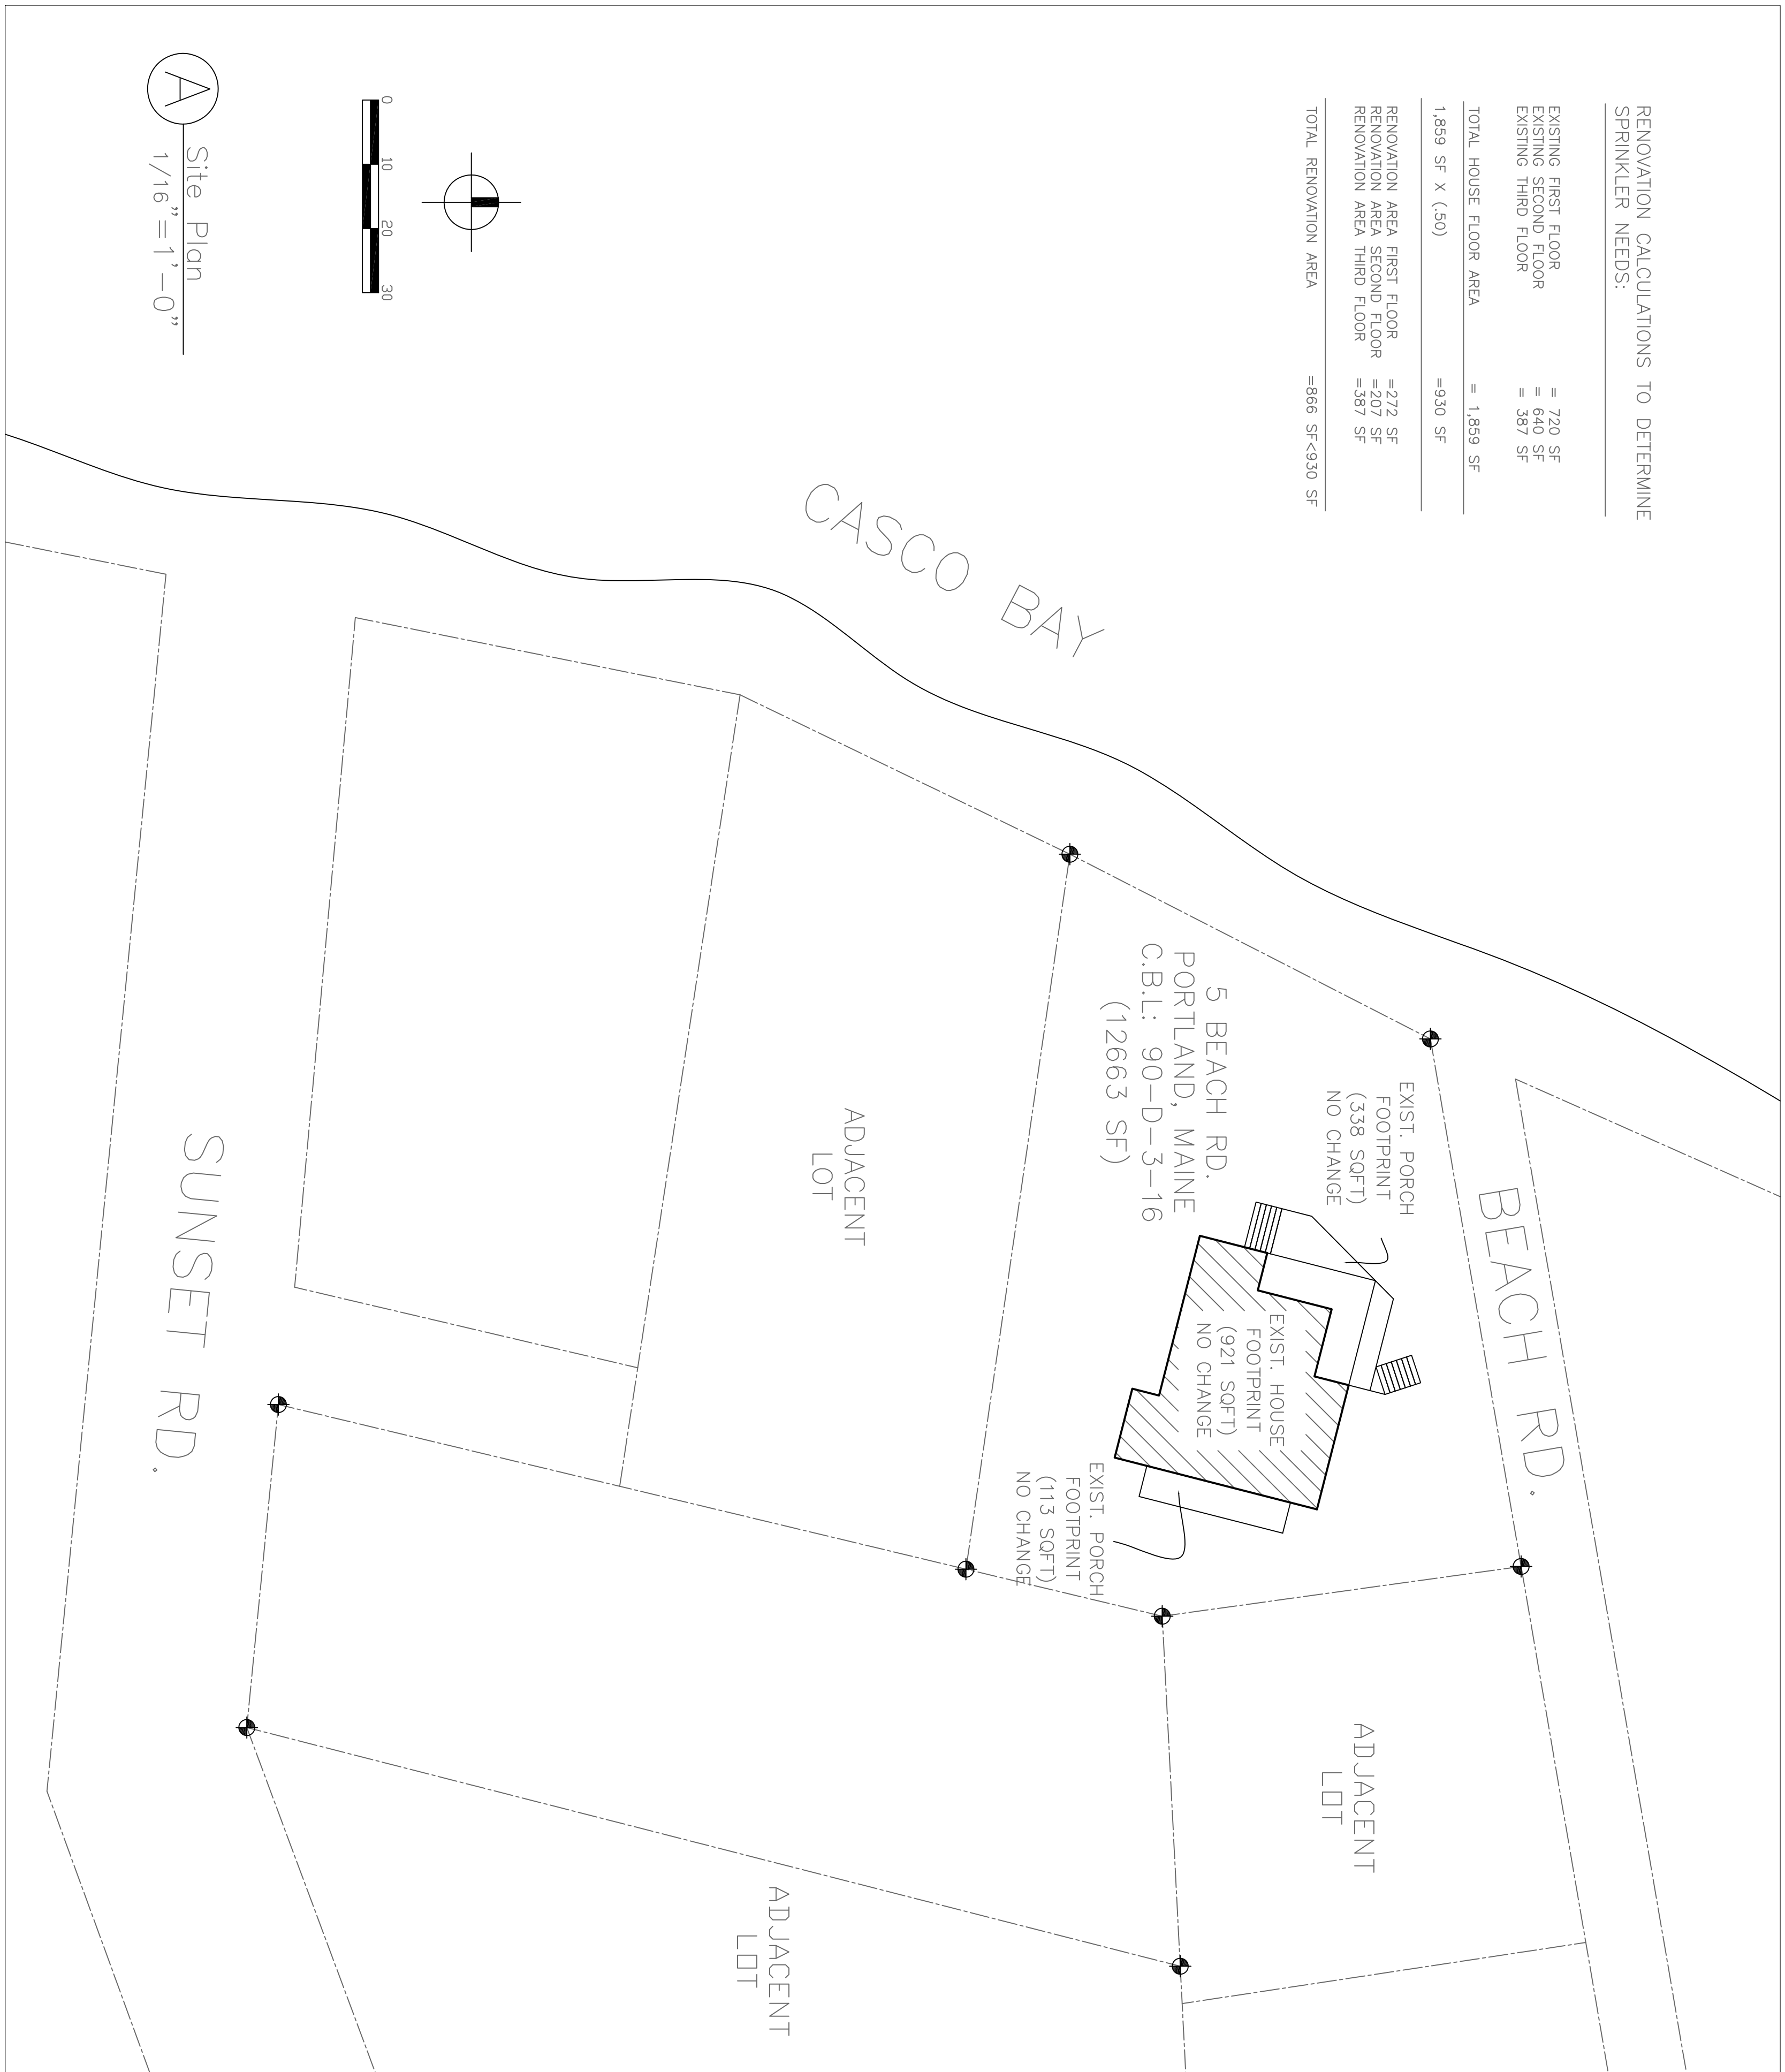 RENOVATION CALCULATIONS TO DETERMINE
SPRINKLER NEEDS:
EXISTING FIRST FLOOR = 720 SF
EXISTING SECOND FLOOR = 640 SF
EXISTING THIRD FLOOR = 387 SF
TOTAL HOUSE FLOOR AREA = 1,859 SF
1,859 SF X (.50) =930 SF
RENOVATION AREA FIRST FLOOR =272 SF
RENOVATION AREA SECOND FLOOR =207 SF
RENOVATION AREA THIRD FLOOR =387 SF
TOTAL RENOVATION AREA =866 SF<930 SF
BEACH RD.
EXIST. PORCH
FOOTPRINT
(338 SQFT)
NO CHANGE
ADJACENT
LOT
EXIST. HOUSE
FOOTPRINT
(921 SQFT)
NO CHANGE
5 BEACH RD.
PORTLAND, MAINE
C.B.L: 90-D-3-16
(12663 SF)
EXIST. PORCH
FOOTPRINT
(113 SQFT)
NO CHANGE
CASCO BAY
ADJACENT
LOT
ADJACENT
LOT
0 10 20 30
SUNSET RD.
A
Site Plan
1/16"=1'-0"